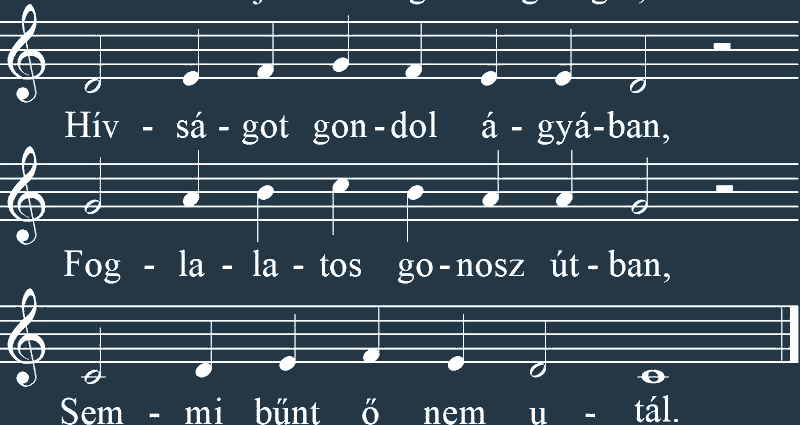 Hív - sá - got gon - dol á - gyá - ban,
Fog - la - la - tos go - nosz út - ban,
Sem - mi bűnt ő nem u - tál.